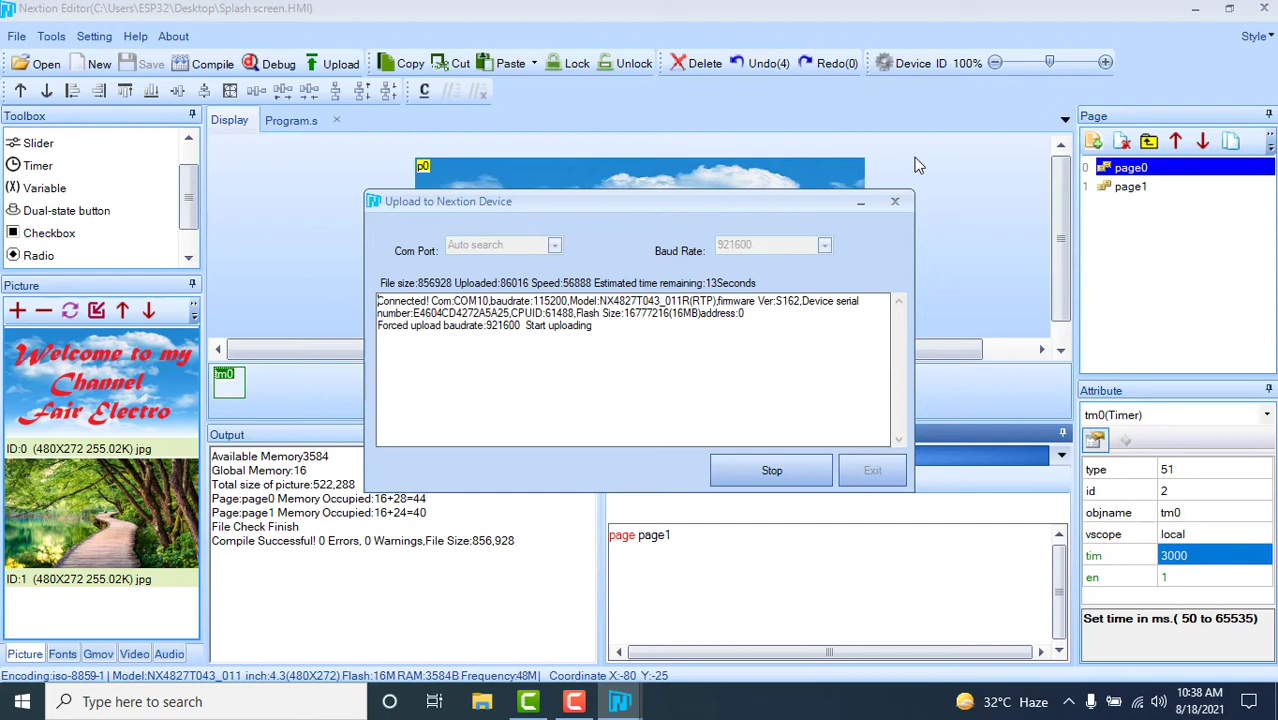 Nextion Editor(C:\Users\ESP32\Desktop\Splash screen.HMI)
File Tools Setting Help About
Style
Open New Save Compile Debug Upload Copy Cut Paste Lock Unlock Delete Undo(4) Redo(0) Device ID 100%
Toolbox
Slider
Timer
Variable
Dual-state button
Checkbox
Radio
Picture
Welcome to my
Channel
Fair Electro
ID:0 (480X272 255.02K) jpg
ID:1 (480X272 255.02K) jpg
Picture Fonts Gmov Video Audio
Display Program.s
p0
tm0
Upload to Nextion Device
Com Port: Auto search Baud Rate: 921600
File size:856928 Uploaded:86016 Speed:56888 Estimated time remaining:13Seconds
Connected! Com:COM10,baudrate:115200,Model:NX4827T043_011R(RTP),firmware Ver:S162,Device serial
number:E4604CD4272A5A25,CPUID:61488,Flash Size:16777216(16MB)address:0
Forced upload baudrate:921600 Start uploading
Stop Exit
Output
Available Memory3584
Global Memory:16
Total size of picture:522,288
Page:page0 Memory Occupied:16+28=44
Page:page1 Memory Occupied:16+24=40
File Check Finish
Compile Successful! 0 Errors, 0 Warnings,File Size:856,928
page page1
Page
0 page0
1 page1
Attribute
tm0(Timer)
type 51
id 2
objname tm0
vscope local
tim 3000
en 1
Set time in ms.( 50 to 65535)
Encoding:iso-8859-1 Model:NX4827T043_011 inch:4.3(480X272) Flash:16M RAM:3584B Frequency48M Coordinate X:-80 Y:-25
Type here to search
32°C Haze
10:38 AM
8/18/2021